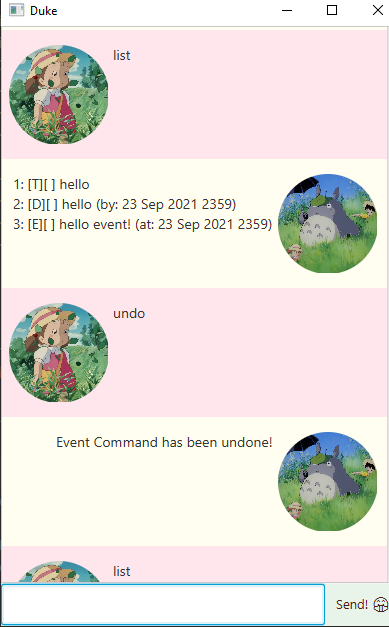 Duke
list
1: [T][ ] hello
2: [D][ ] hello (by: 23 Sep 2021 2359)
3: [E][ ] hello event! (at: 23 Sep 2021 2359)
undo
Event Command has been undone!
list
Send! 🤗